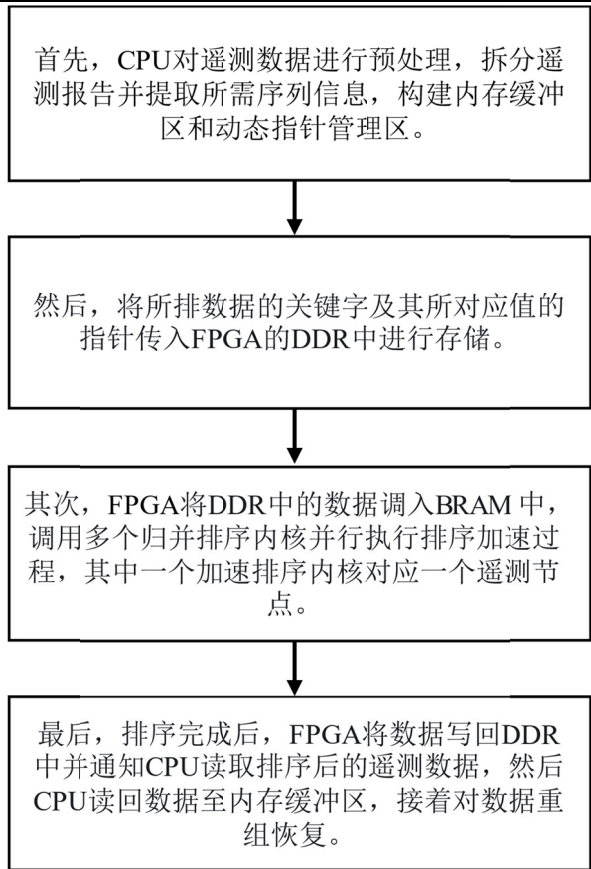 首先，CPU对遥测数据进行预处理，拆分遥
测报告并提取所需序列信息，构建内存缓冲
区和动态指针管理区。
然后，将所排数据的关键字及其所对应值的
指针传入FPGA的DDR中进行存储。
其次，FPGA将DDR中的数据调入BRAM 中，
调用多个归并排序内核并行执行排序加速过
程，其中一个加速排序内核对应一个遥测节
点。
最后，排序完成后，FPGA将数据写回DDR
中并通知CPU读取排序后的遥测数据，然后
CPU读回数据至内存缓冲区，接着对数据重
组恢复。